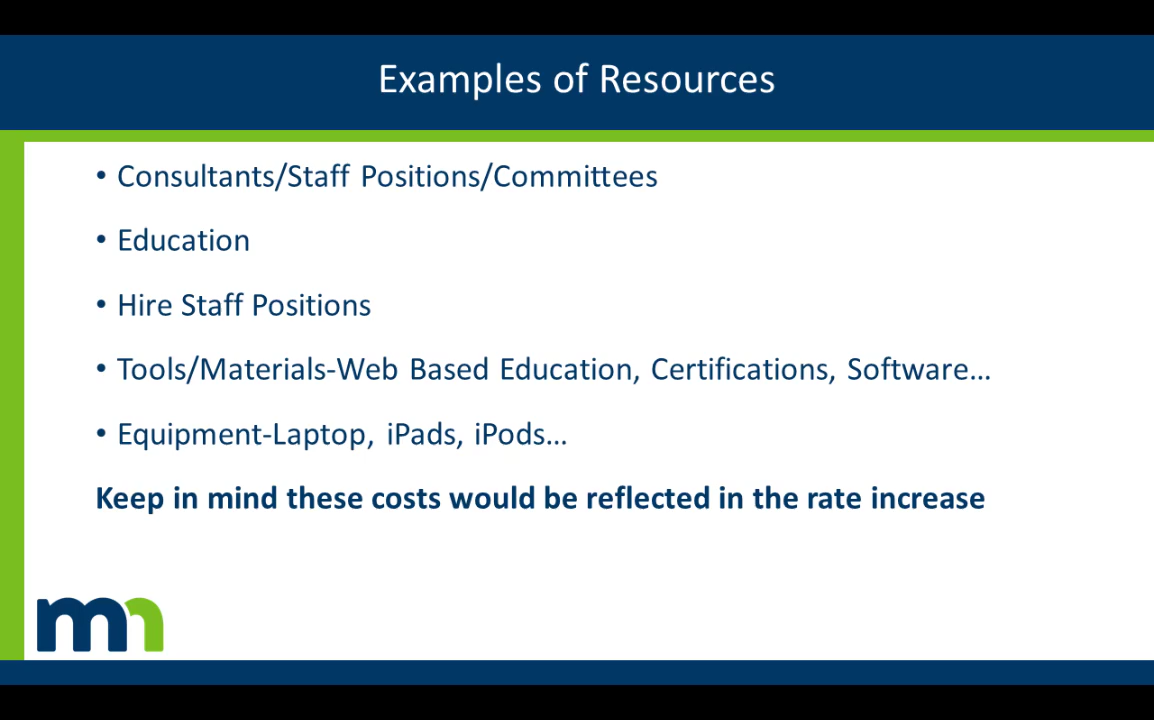 Examples of Resources
• Consultants/Staff Positions/Committees
• Education
• Hire Staff Positions
• Tools/Materials-Web Based Education, Certifications, Software…
• Equipment-Laptop, iPads, iPods…
Keep in mind these costs would be reflected in the rate increase
mn